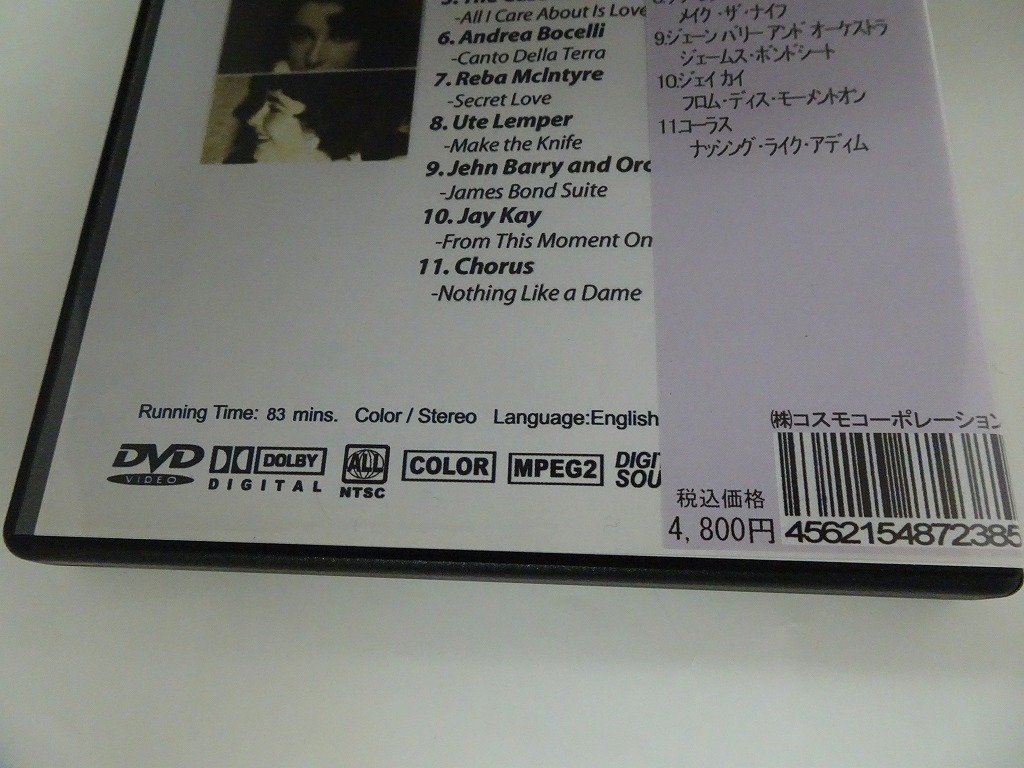 -All I Care About Is Love
6. Andrea Bocelli
-Canto Della Terra
7. Reba McIntyre
-Secret Love
8. Ute Lemper
-Make the Knife
9. Jehn Barry and Orc
-James Bond Suite
10. Jay Kay
-From This Moment On
11. Chorus
-Nothing Like a Dame
メイク・ザ・ナイフ
9.ジェーン バリー アンド オーケストラ
ジェームス・ボンドシート
10.ジェイ カイ
フロム・ディス・モーメントオン
11コーラス
ナッシング・ライク・アディム
Running Time: 83 mins. Color / Stereo Language:English
DVD VIDEO
DOLBY DIGITAL
ALL NTSC
COLOR
MPEG2
DIGIT
SOU
㈱コスモコーポレーション
税込価格
4,800円
4562154872385